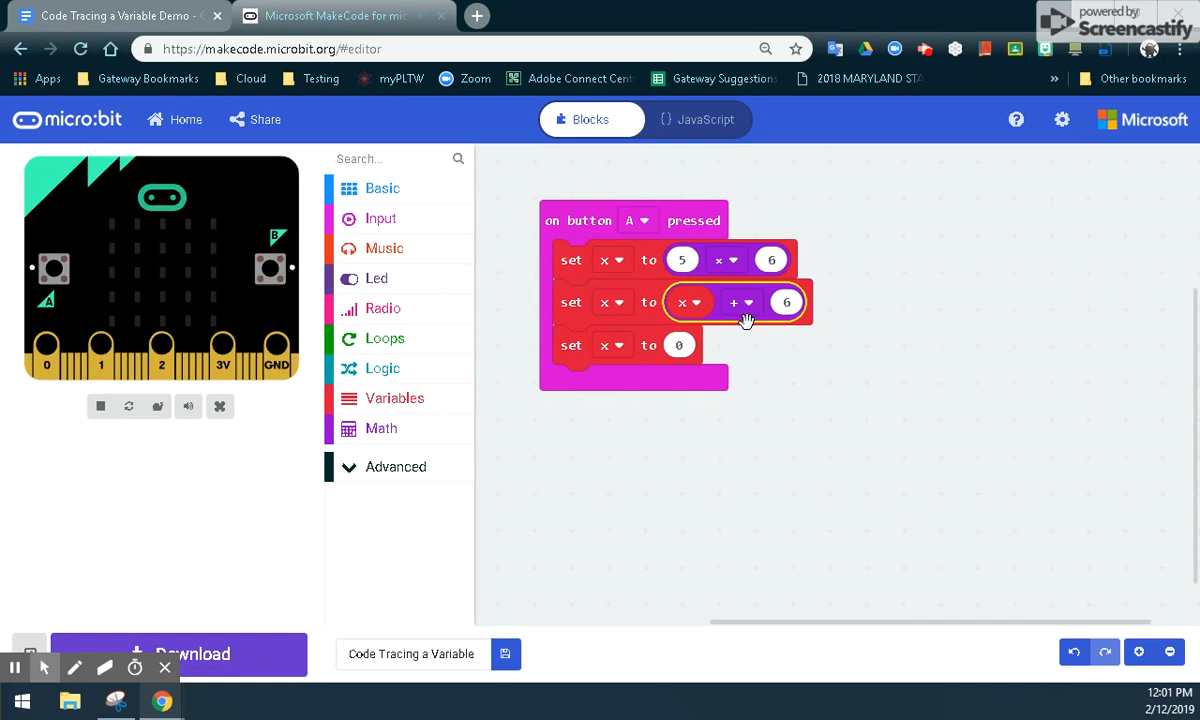 Code Tracing a Variable Demo - G
Microsoft MakeCode for mic
powered by
Screencastify
https://makecode.microbit.org/#editor
Apps
Gateway Bookmarks
Cloud
Testing
myPLTW
Zoom
Adobe Connect Cent
Gateway Suggestions
2018 MARYLAND STA
»
Other bookmarks
micro:bit
Home
Share
Blocks
{} JavaScript
?
Microsoft
Search...
Basic
Input
Music
Led
Radio
Loops
Logic
Variables
Math
Advanced
A
B
0 1 2 3V GND
on button A pressed
set x to 5 × 6
set x to x + 6
set x to 0
Download
Code Tracing a Variable
12:01 PM
2/12/2019